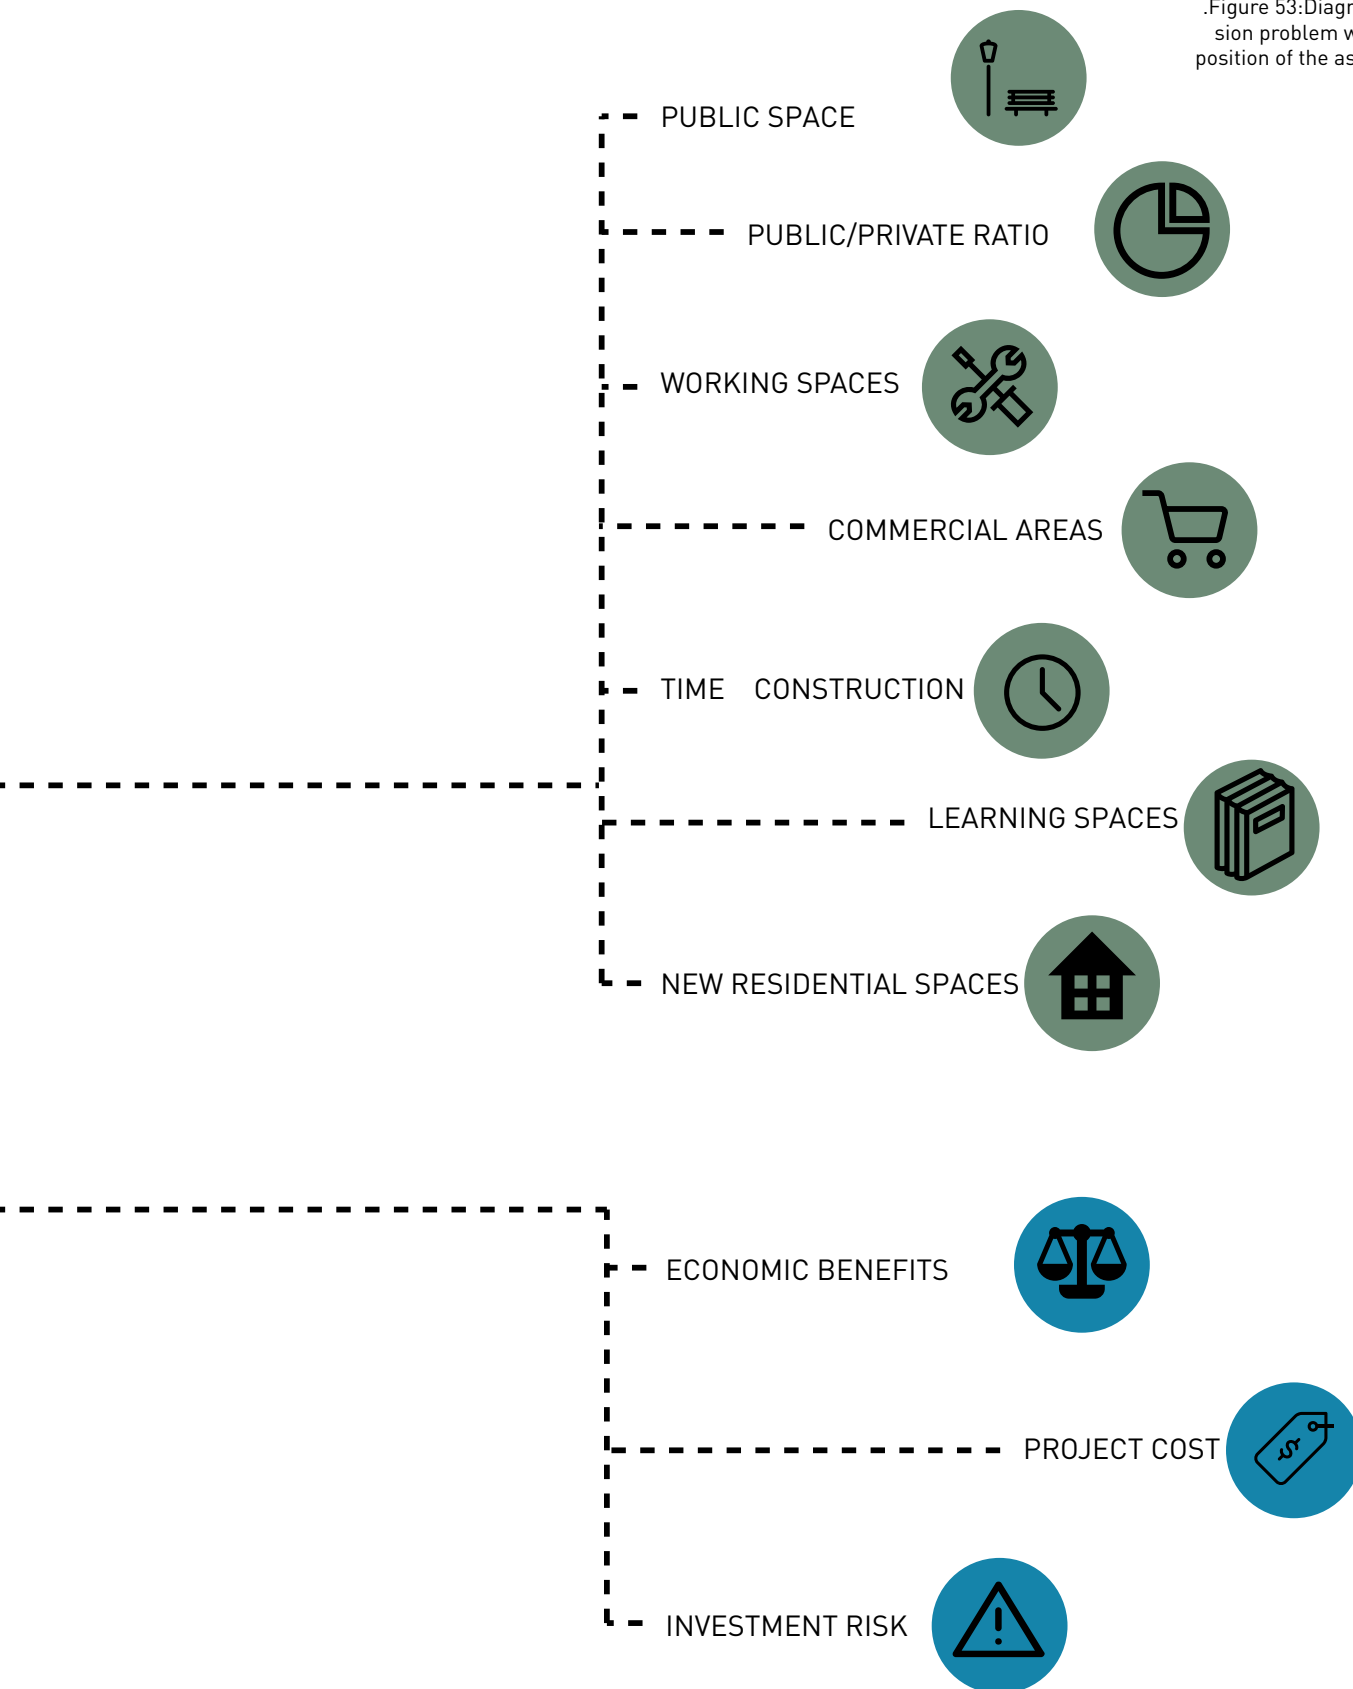 .Figure 53:Diagr
sion problem w
position of the as
PUBLIC SPACE
PUBLIC/PRIVATE RATIO
WORKING SPACES
COMMERCIAL AREAS
TIME CONSTRUCTION
LEARNING SPACES
NEW RESIDENTIAL SPACES
ECONOMIC BENEFITS
PROJECT COST
$
INVESTMENT RISK